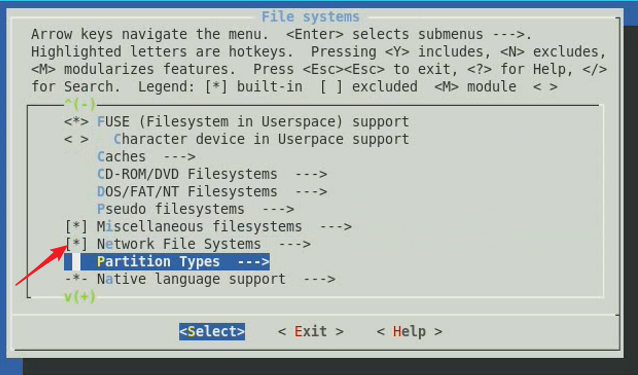 File systems
Arrow keys navigate the menu. <Enter> selects submenus --->.
Highlighted letters are hotkeys. Pressing <Y> includes, <N> excludes,
<M> modularizes features. Press <Esc><Esc> to exit, <?> for Help, </>
for Search. Legend: [*] built-in [ ] excluded <M> module < >
^(-)
<*> FUSE (Filesystem in Userspace) support
< > Character device in Userpace support
Caches --->
CD-ROM/DVD Filesystems --->
DOS/FAT/NT Filesystems --->
Pseudo filesystems --->
[*] Miscellaneous filesystems --->
[*] Network File Systems --->
Partition Types --->
-*- Native language support --->
v(+)
<Select> < Exit > < Help >